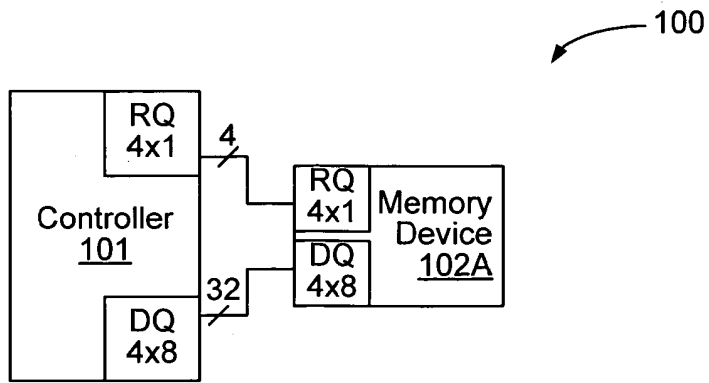 100
RQ
4x1
4
Controller
101
RQ
4x1
Memory
Device
102A
DQ
4x8
32
DQ
4x8